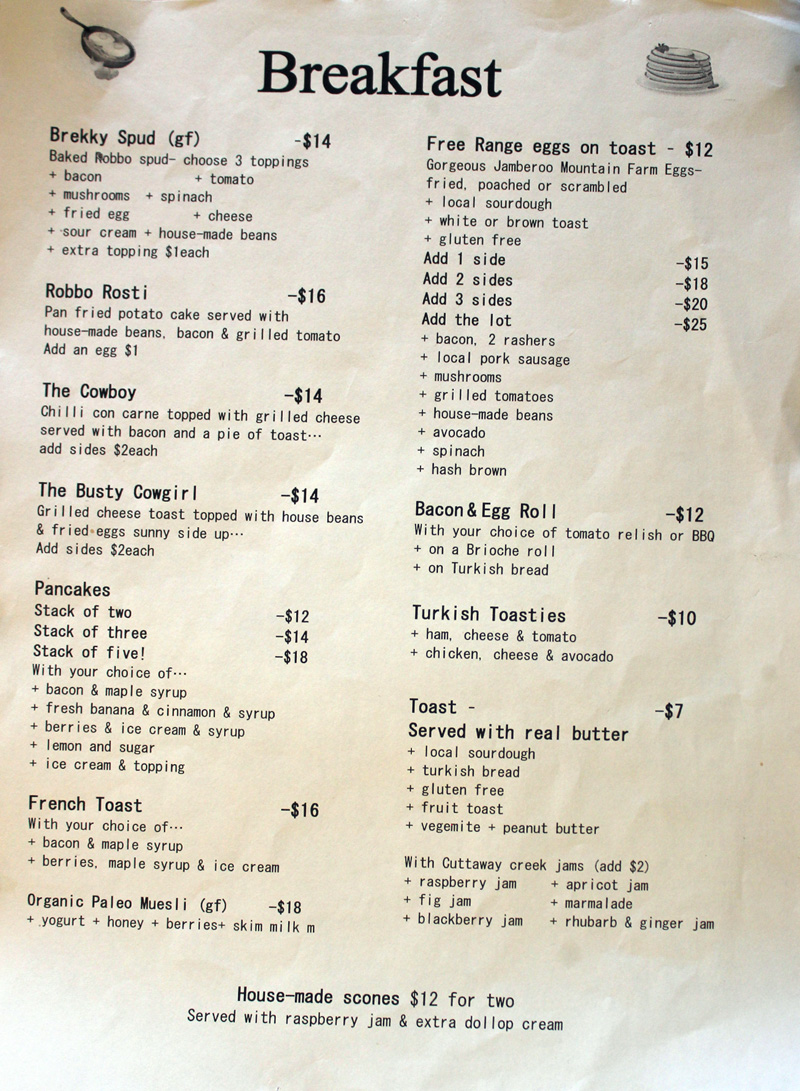 Breakfast
Brekky Spud (gf) -$14
Baked Robbo spud- choose 3 toppings
+ bacon + tomato
+ mushrooms + spinach
+ fried egg + cheese
+ sour cream + house-made beans
+ extra topping $1each
Robbo Rosti -$16
Pan fried potato cake served with
house-made beans, bacon & grilled tomato
Add an egg $1
The Cowboy -$14
Chilli con carne topped with grilled cheese
served with bacon and a pie of toast...
add sides $2each
The Busty Cowgirl -$14
Grilled cheese toast topped with house beans
& fried eggs sunny side up...
Add sides $2each
Pancakes
Stack of two -$12
Stack of three -$14
Stack of five! -$18
With your choice of...
+ bacon & maple syrup
+ fresh banana & cinnamon & syrup
+ berries & ice cream & syrup
+ lemon and sugar
+ ice cream & topping
French Toast -$16
With your choice of...
+ bacon & maple syrup
+ berries, maple syrup & ice cream
Organic Paleo Muesli (gf) -$18
+ yogurt + honey + berries+ skim milk m
Free Range eggs on toast - $12
Gorgeous Jamberoo Mountain Farm Eggs-
fried, poached or scrambled
+ local sourdough
+ white or brown toast
+ gluten free
Add 1 side -$15
Add 2 sides -$18
Add 3 sides -$20
Add the lot -$25
+ bacon, 2 rashers
+ local pork sausage
+ mushrooms
+ grilled tomatoes
+ house-made beans
+ avocado
+ spinach
+ hash brown
Bacon & Egg Roll -$12
With your choice of tomato relish or BBQ
+ on a Brioche roll
+ on Turkish bread
Turkish Toasties -$10
+ ham, cheese & tomato
+ chicken, cheese & avocado
Toast - -$7
Served with real butter
+ local sourdough
+ turkish bread
+ gluten free
+ fruit toast
+ vegemite + peanut butter
With Cuttaway creek jams (add $2)
+ raspberry jam + apricot jam
+ fig jam + marmalade
+ blackberry jam + rhubarb & ginger jam
House-made scones $12 for two
Served with raspberry jam & extra dollop cream